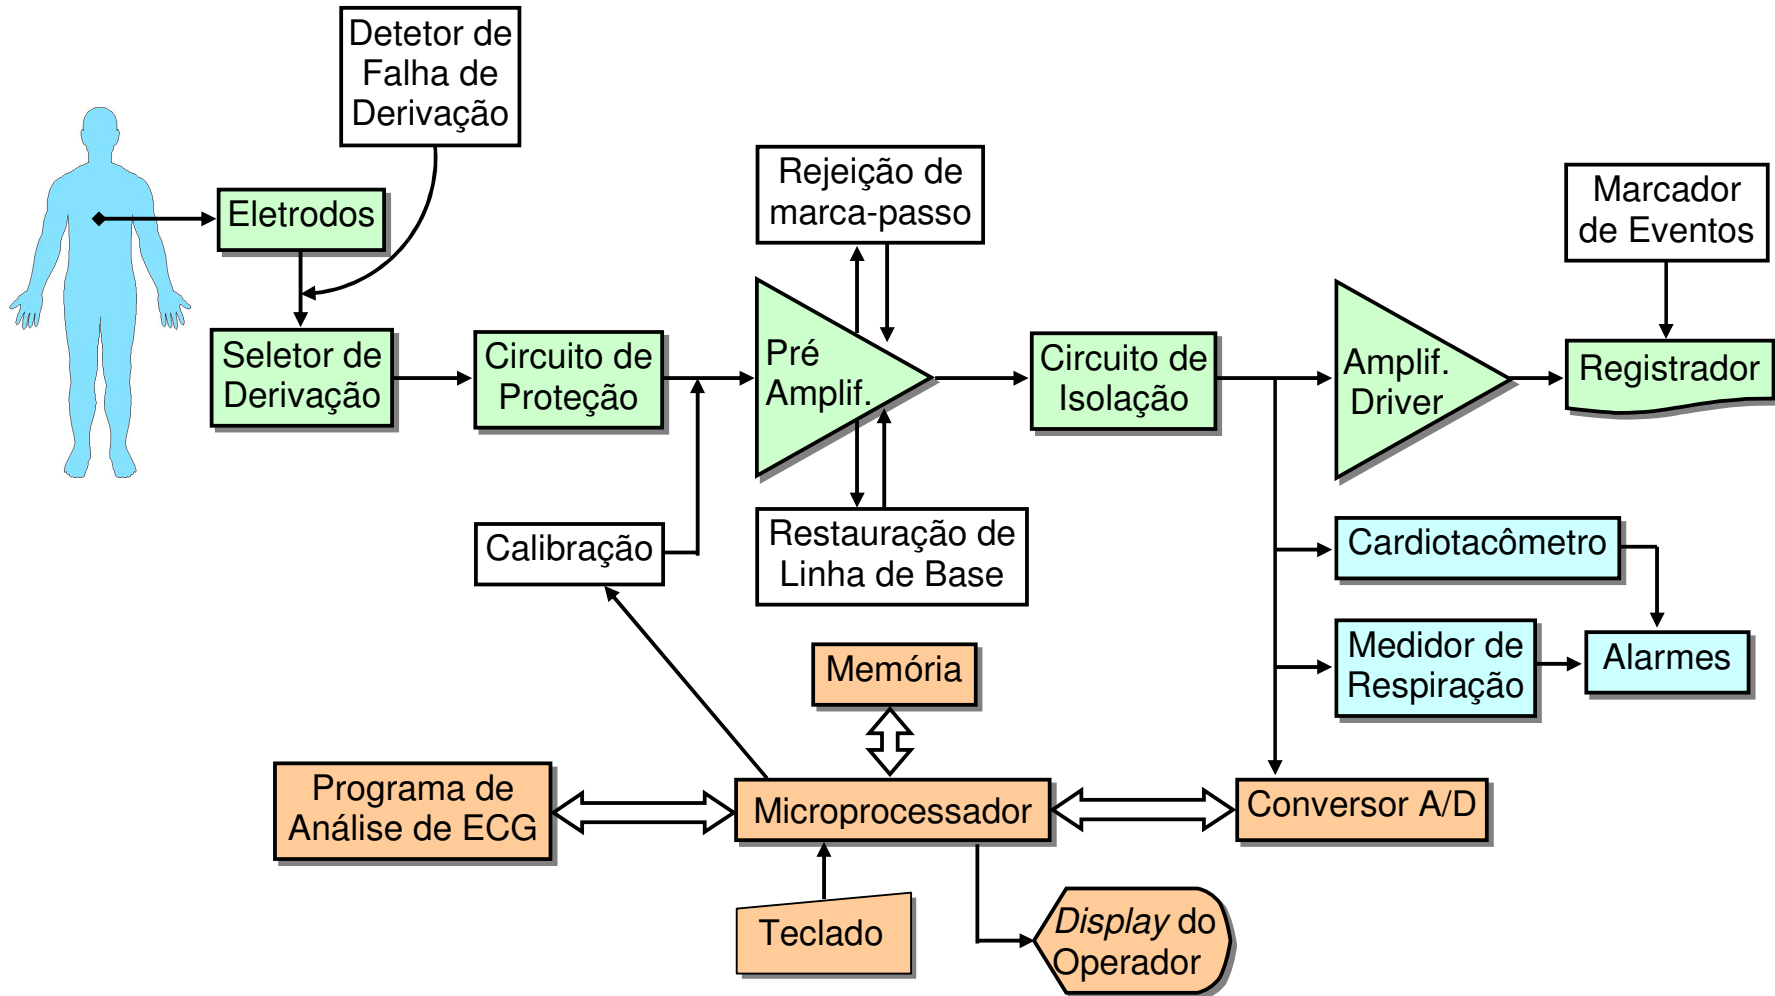 Detetor de
Falha de
Derivação
Eletrodos
Rejeição de
marca-passo
Marcador
de Eventos
Seletor de
Derivação
Circuito de
Proteção
Pré
Amplif.
Circuito de
Isolação
Amplif.
Driver
Registrador
Calibração
Restauração de
Linha de Base
Cardiotacômetro
Medidor de
Respiração
Alarmes
Memória
Programa de
Análise de ECG
Microprocessador
Conversor A/D
Teclado
Display do
Operador